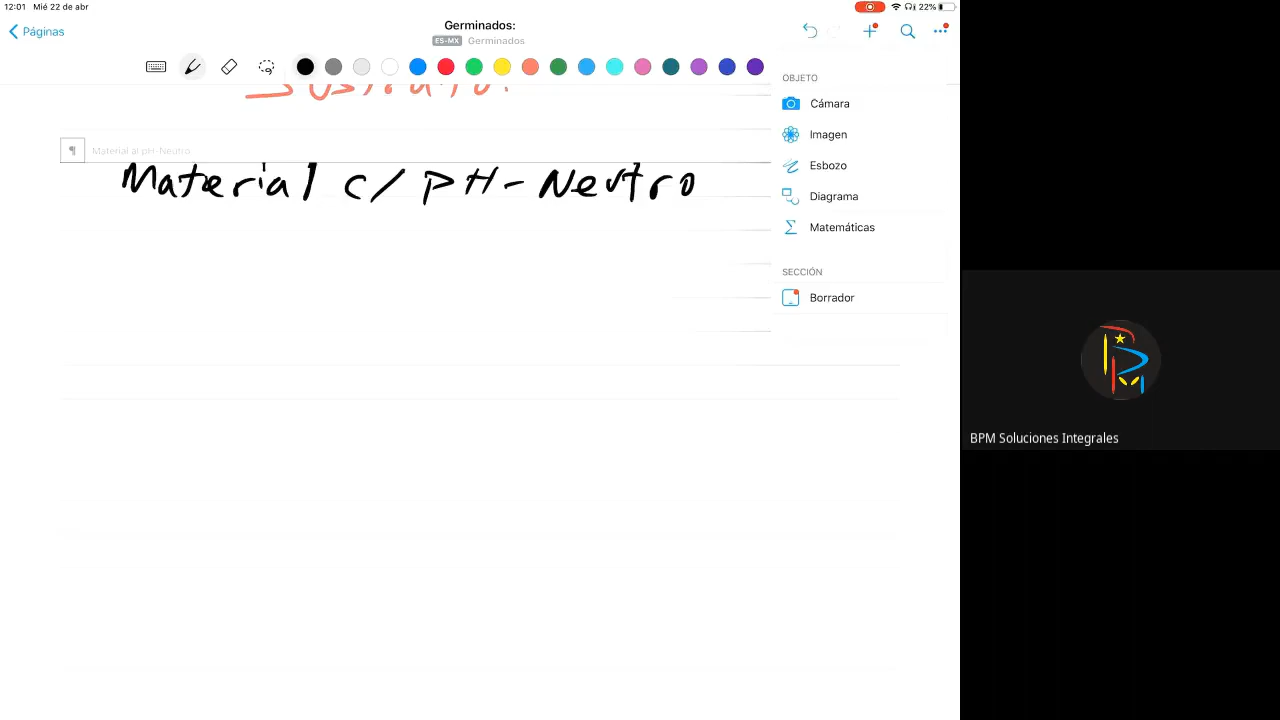 12:01 Mié 22 de abr
22%
Páginas
Germinados:
ES-MX Germinados
OBJETO
Cámara
Imagen
Esbozo
Diagrama
Matemáticas
SECCIÓN
Borrador
Material al pH-Neutro
Material c/ pH-Neutro
BPM Soluciones Integrales